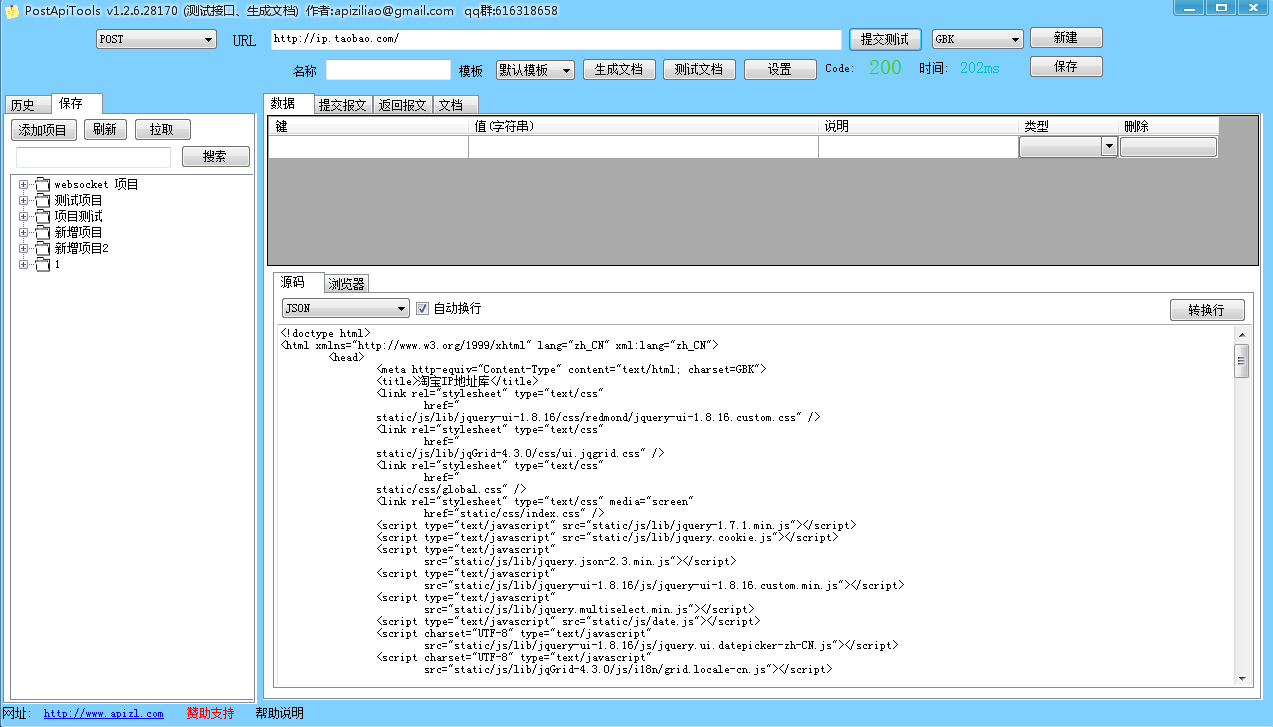 PostApiTools v1.2.6.28170 (测试接口、生成文档) 作者:apiziliao@gmail.com qq群:616318658
POST URL http://ip.taobao.com/ 提交测试 GBK 新建
名称 模板 默认模板 生成文档 测试文档 设置 Code: 200 时间: 202ms 保存
历史 保存
数据 提交报文 返回报文 文档
添加项目 刷新 拉取
搜索
键 值(字符串) 说明 类型 删除
websocket 项目
测试项目
项目测试
新增项目
新增项目2
1
源码 浏览器
JSON 自动换行 转换行
<!doctype html>
<html xmlns="http://www.w3.org/1999/xhtml" lang="zh_CN" xml:lang="zh_CN">
<head>
<meta http-equiv="Content-Type" content="text/html; charset=GBK">
<title>淘宝IP地址库</title>
<link rel="stylesheet" type="text/css"
href="
static/js/lib/jquery-ui-1.8.16/css/redmond/jquery-ui-1.8.16.custom.css" />
<link rel="stylesheet" type="text/css"
href="
static/js/lib/jqGrid-4.3.0/css/ui.jqgrid.css" />
<link rel="stylesheet" type="text/css"
href="
static/css/global.css" />
<link rel="stylesheet" type="text/css" media="screen"
href="static/css/index.css" />
<script type="text/javascript" src="static/js/lib/jquery-1.7.1.min.js"></script>
<script type="text/javascript" src="static/js/lib/jquery.cookie.js"></script>
<script type="text/javascript"
src="static/js/lib/jquery.json-2.3.min.js"></script>
<script type="text/javascript"
src="static/js/lib/jquery-ui-1.8.16/js/jquery-ui-1.8.16.custom.min.js"></script>
<script type="text/javascript"
src="static/js/lib/jquery.multiselect.min.js"></script>
<script type="text/javascript" src="static/js/date.js"></script>
<script charset="UTF-8" type="text/javascript"
src="static/js/lib/jquery-ui-1.8.16/js/jquery.ui.datepicker-zh-CN.js"></script>
<script charset="UTF-8" type="text/javascript"
src="static/js/lib/jqGrid-4.3.0/js/i18n/grid.locale-cn.js"></script>
网址: http://www.apizl.com 赞助支持 帮助说明